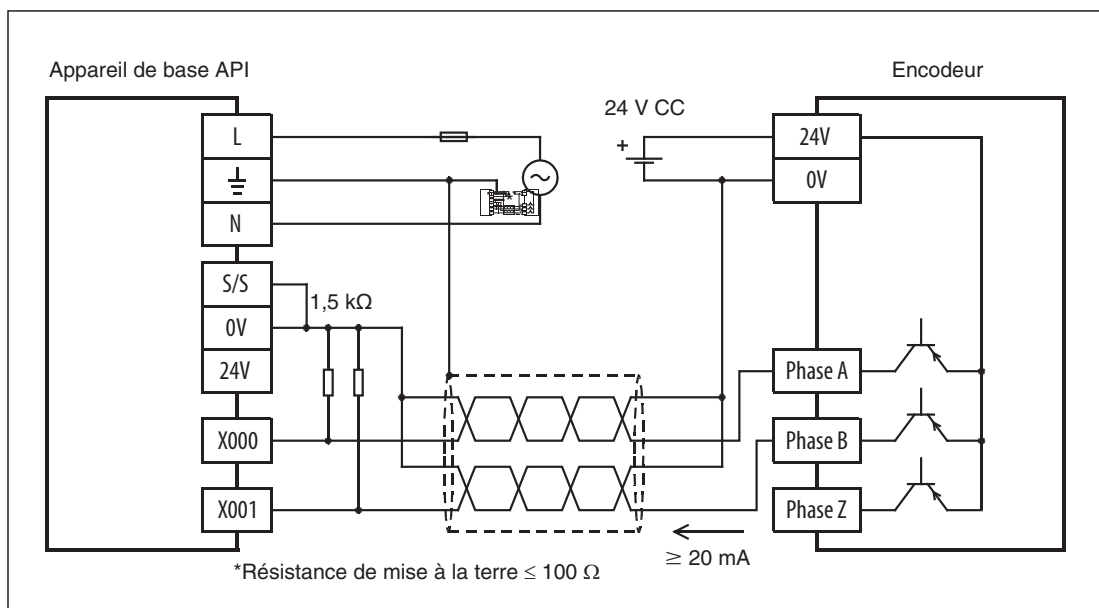 Appareil de base API
Encodeur
24 V CC
+
L
N
S/S
0V
24V
X000
X001
1,5 kΩ
24V
0V
Phase A
Phase B
Phase Z
≥ 20 mA
*Résistance de mise à la terre ≤ 100 Ω